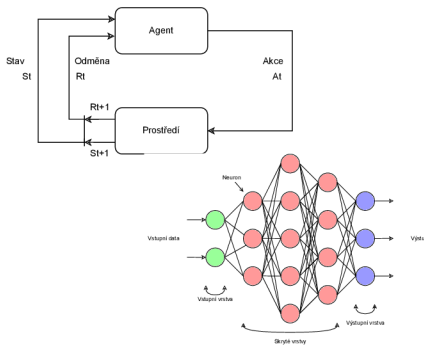 Agent
Stav
St
Odměna
Rt
Akce
At
Rt+1
Prostředí
St+1
Neuron
Vstupní data
Vstupní vrstva
Skryté vrstvy
Výstupní vrstva
Výstu